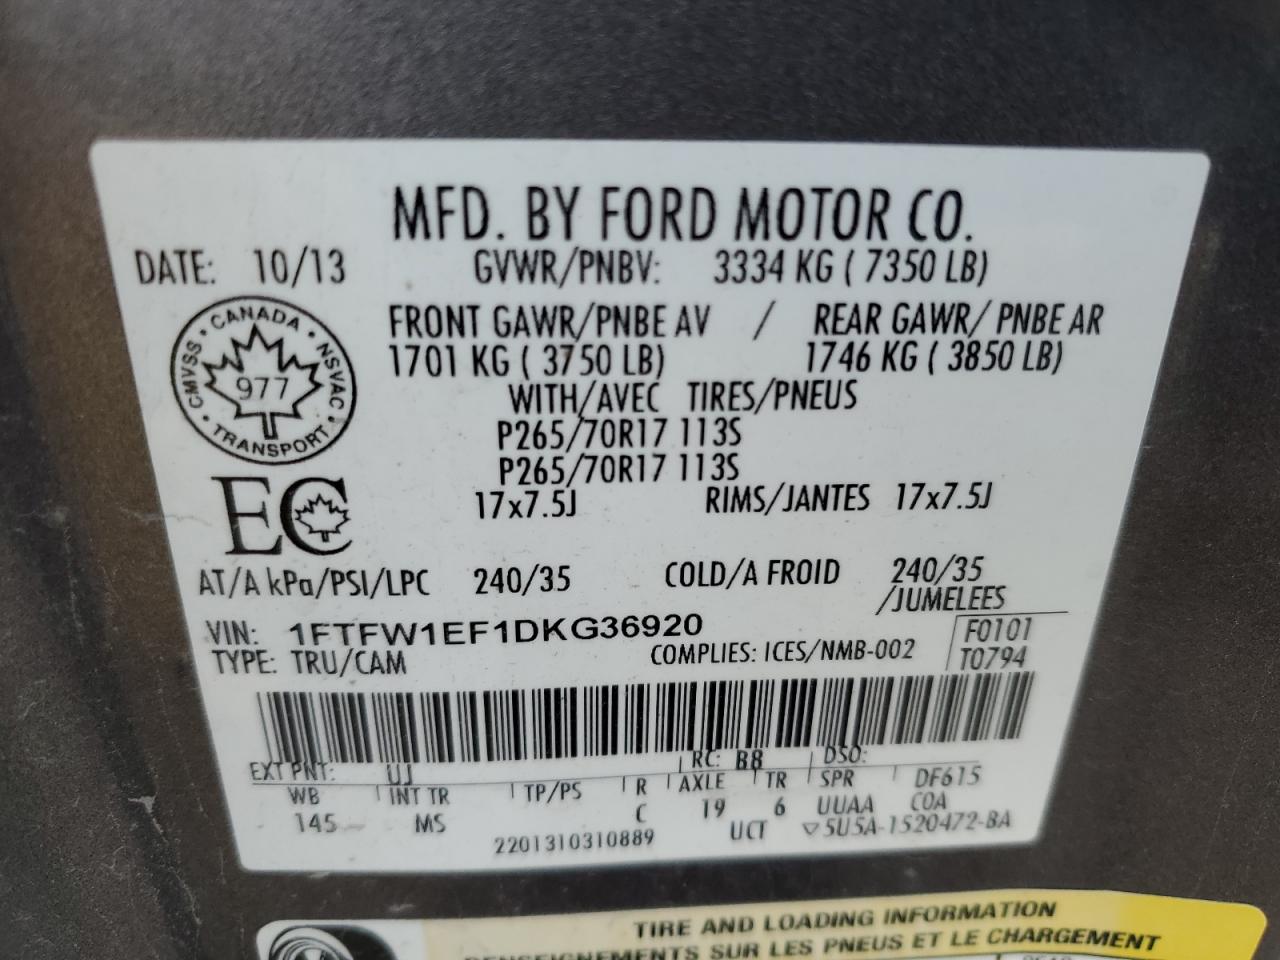 MFD. BY FORD MOTOR CO.
DATE: 10/13 GVWR/PNBV: 3334 KG ( 7350 LB)
FRONT GAWR/PNBE AV / REAR GAWR/ PNBE AR
1701 KG ( 3750 LB) 1746 KG ( 3850 LB)
WITH/AVEC TIRES/PNEUS
P265/70R17 113S
P265/70R17 113S
17x7.5J RIMS/JANTES 17x7.5J
CANADA
CMVSS NSVAC
977
TRANSPORT
EC
AT/A kPa/PSI/LPC 240/35 COLD/A FROID 240/35
/JUMELEES
VIN: 1FTFW1EF1DKG36920 F0101
TYPE: TRU/CAM COMPLIES: ICES/NMB-002 T0794
EXT PNT: UJ RC: B8 DSO:
WB INT TR TP/PS R AXLE TR SPR DF615
145 MS C 19 6 UUAA COA
2201310310889 UCT ▽5U5A-1520472-BA
TIRE AND LOADING INFORMATION
RENSEIGNEMENTS SUR LES PNEUS ET LE CHARGEMENT